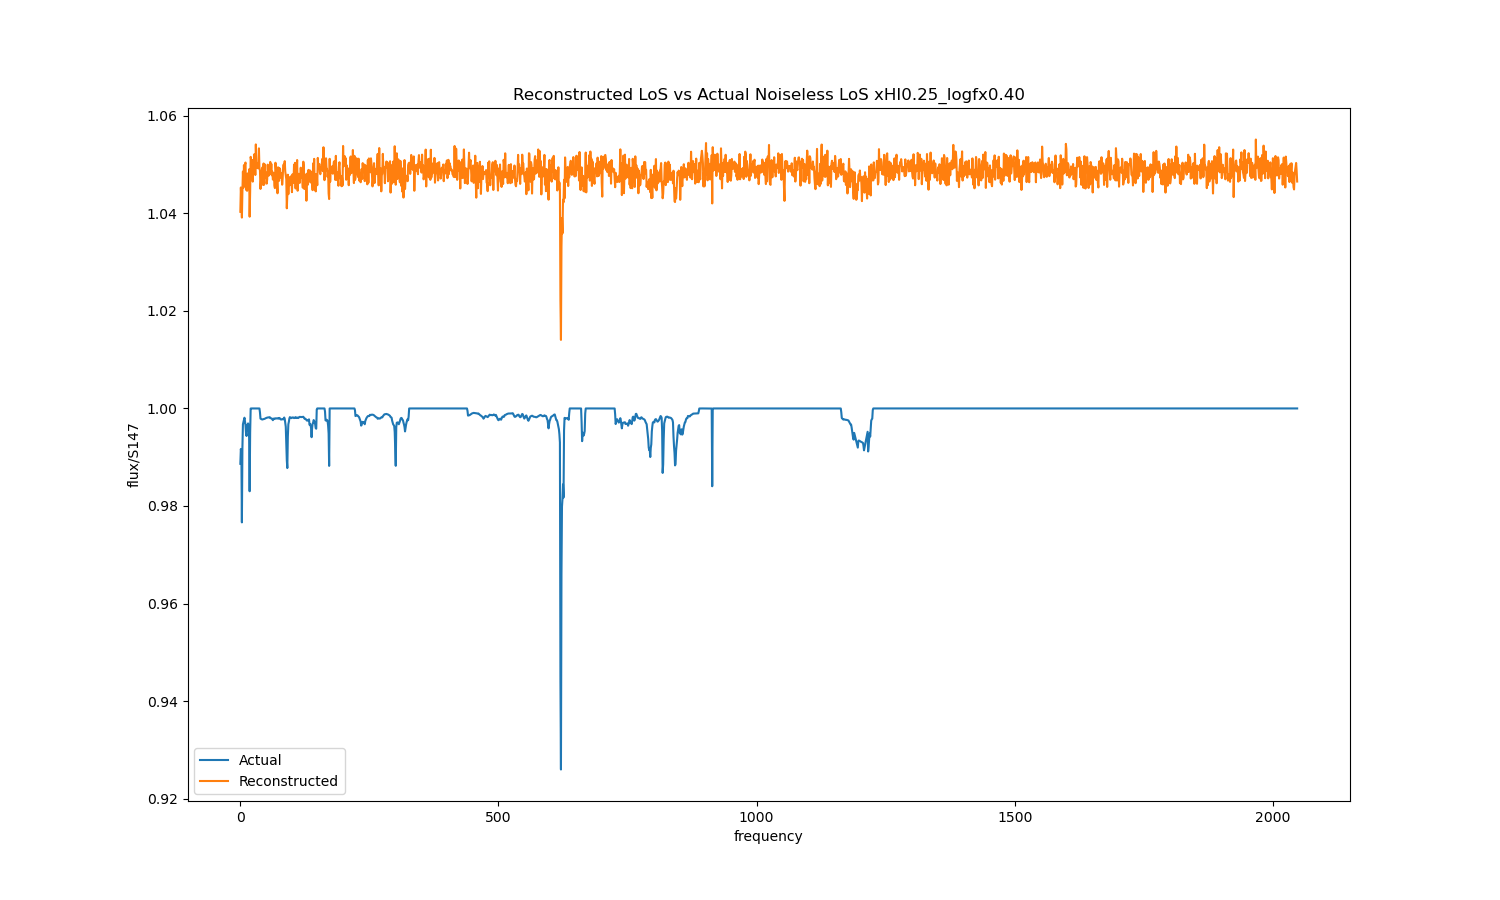 Reconstructed LoS vs Actual Noiseless LoS xHI0.25_logfx0.40
1.06
1.04
1.02
1.00
0.98
0.96
0.94
0.92
flux/S147
Actual
Reconstructed
0 500 1000 1500 2000
frequency